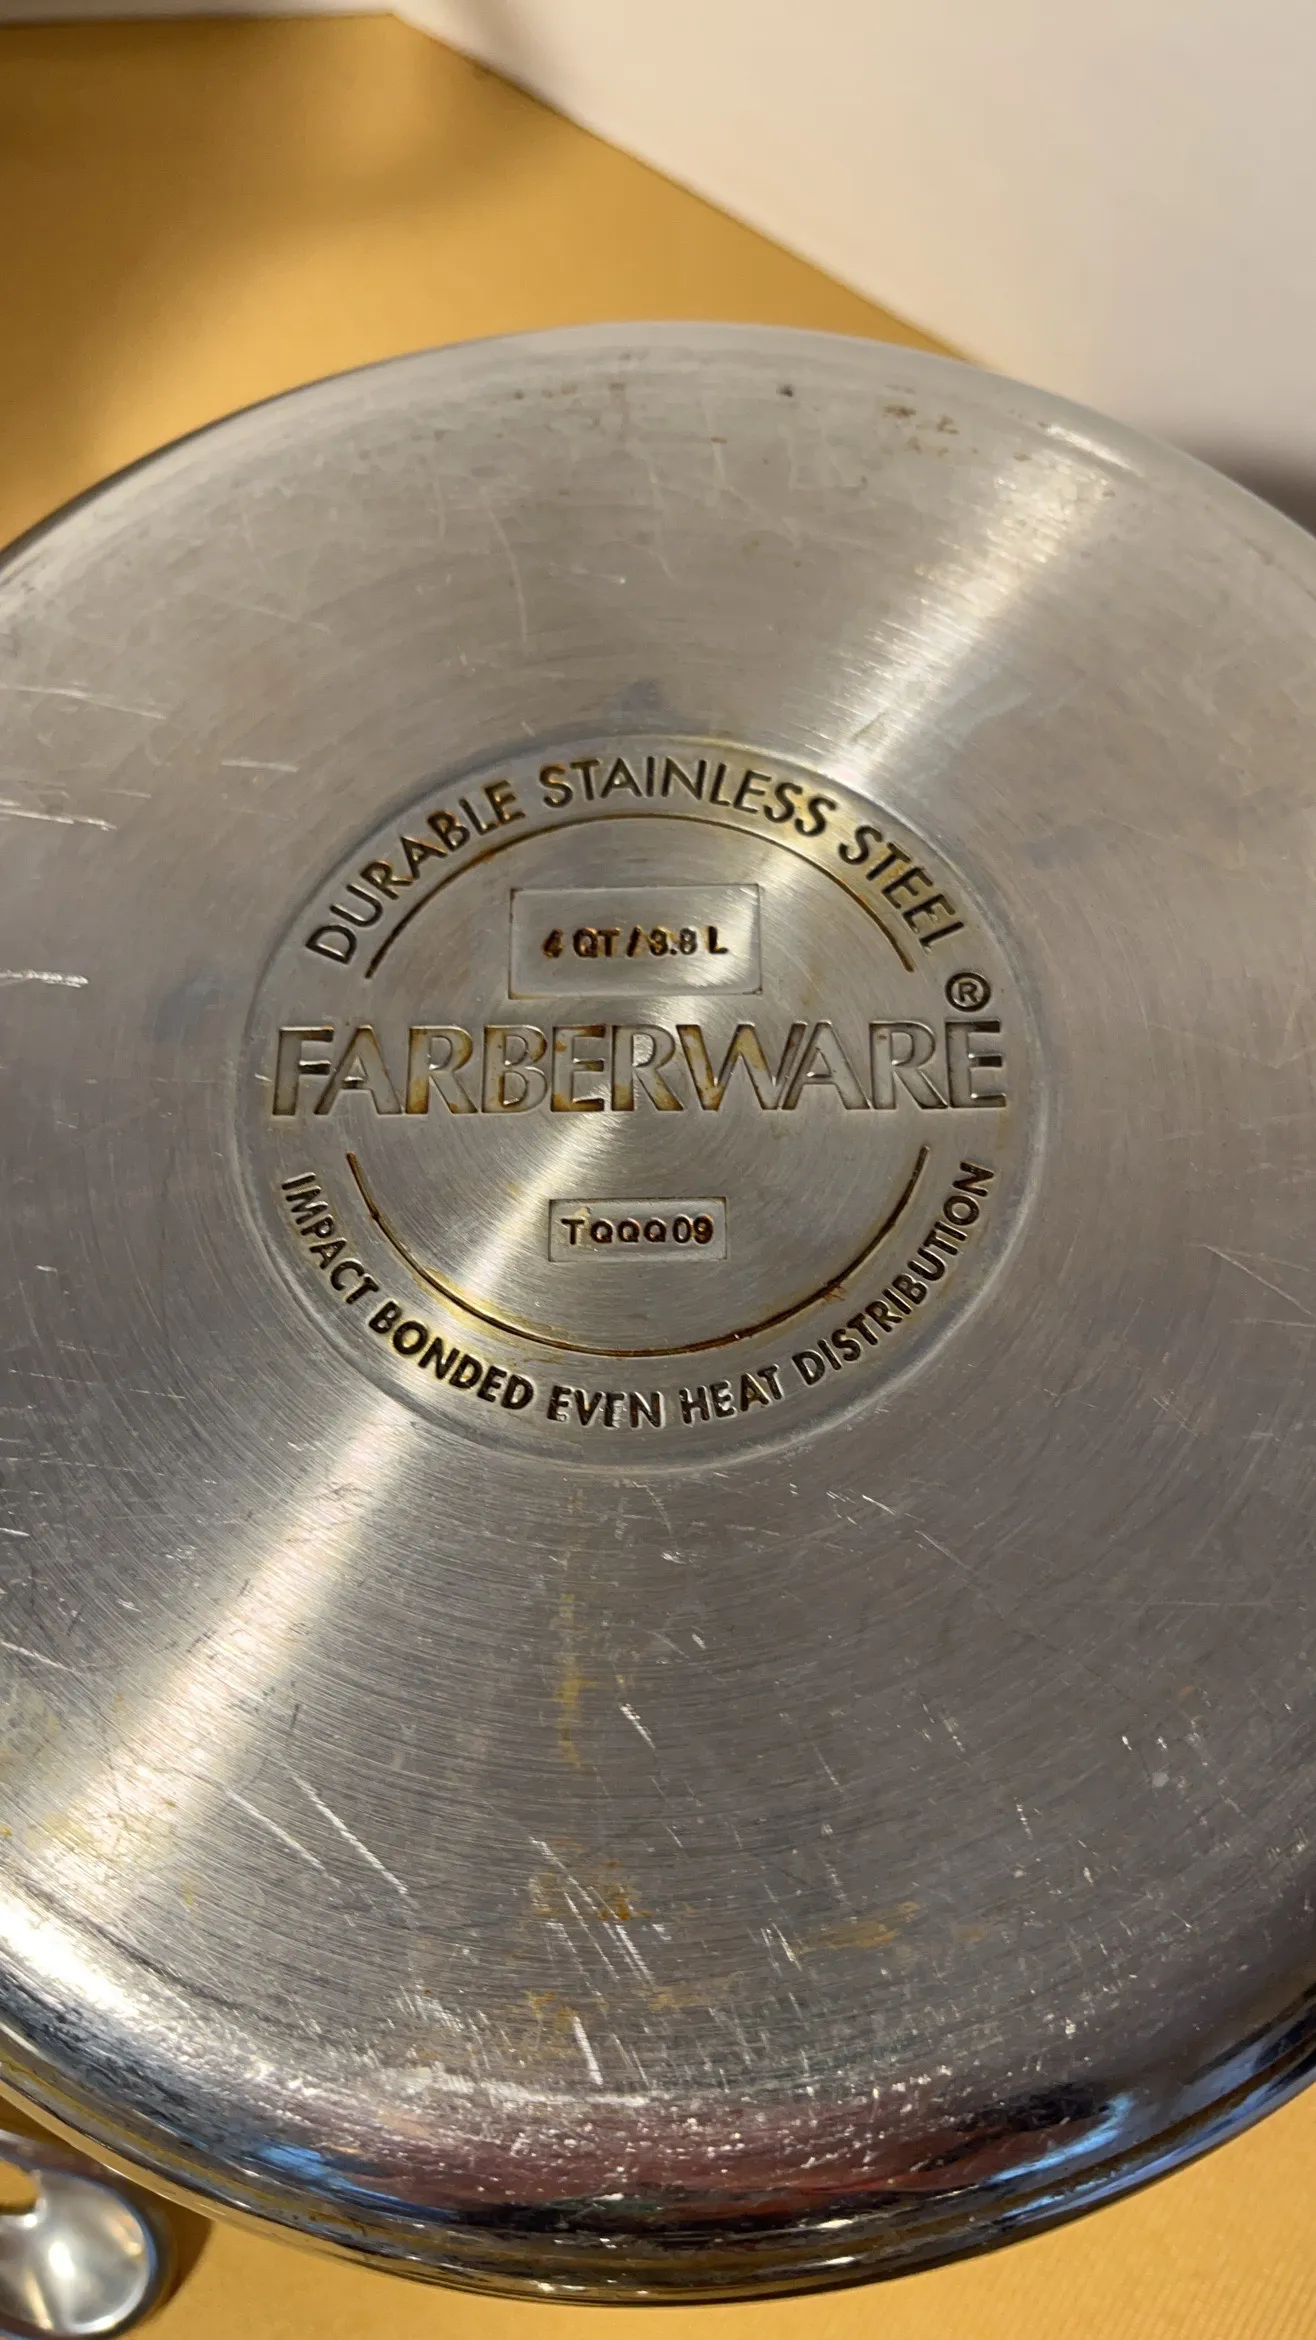 DURABLE STAINLESS STEEL
4 QT / 3.8 L
FARBERWARE®
TQQQ09
IMPACT BONDED EVEN HEAT DISTRIBUTION